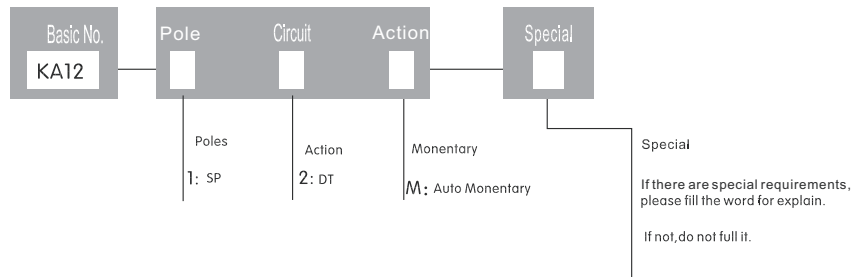 Basic No.
Pole
Circuit
Action
Special
KA12
Poles
1: SP
Action
2: DT
Monentary
M: Auto Monentary
Special
If there are special requirements,
please fill the word for explain.
If not,do not full it.